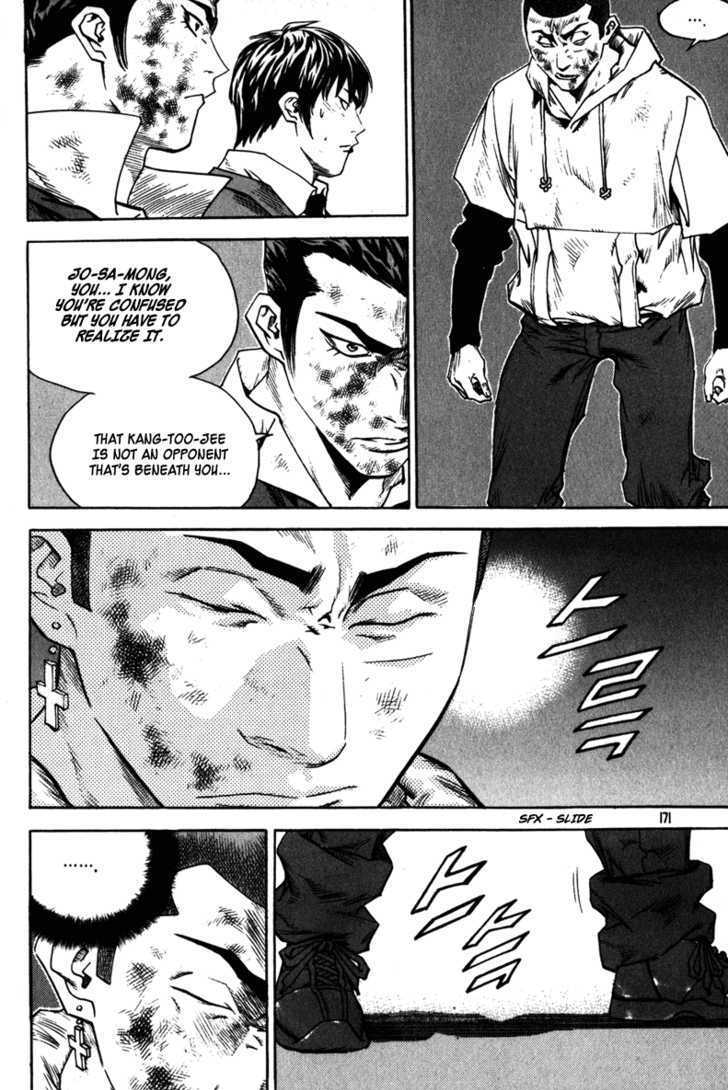 ...
JO-SA-MONG,
YOU... I KNOW
YOU'RE CONFUSED
BUT YOU HAVE TO
REALIZE IT.
THAT KANG-TOO-JEE
IS NOT AN OPPONENT
THAT'S BENEATH YOU...
SFX - SLIDE
171
.......